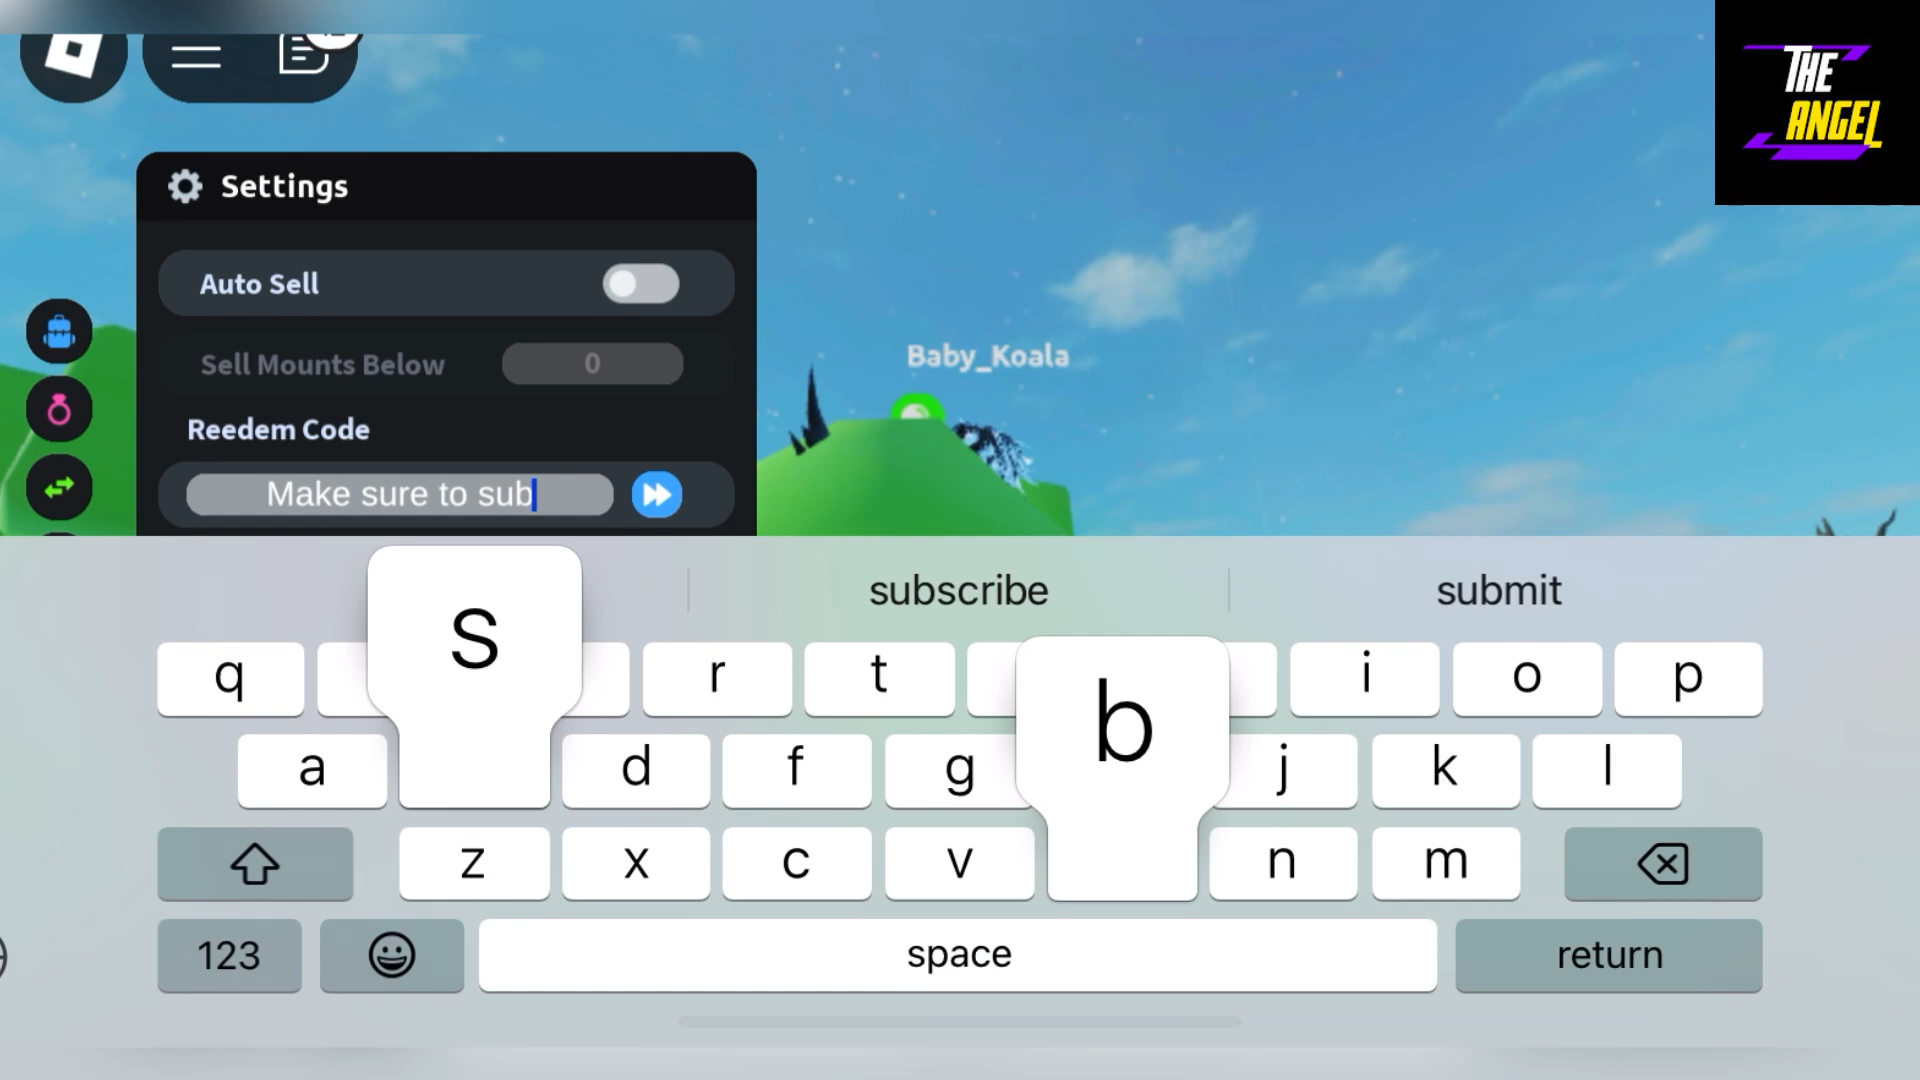 THE
ANGEL
Settings
Auto Sell
Sell Mounts Below 0
Baby_Koala
Reedem Code
Make sure to sub
subscribe submit
q r t i o p
s b
a d f g j k l
z x c v n m
123 space return